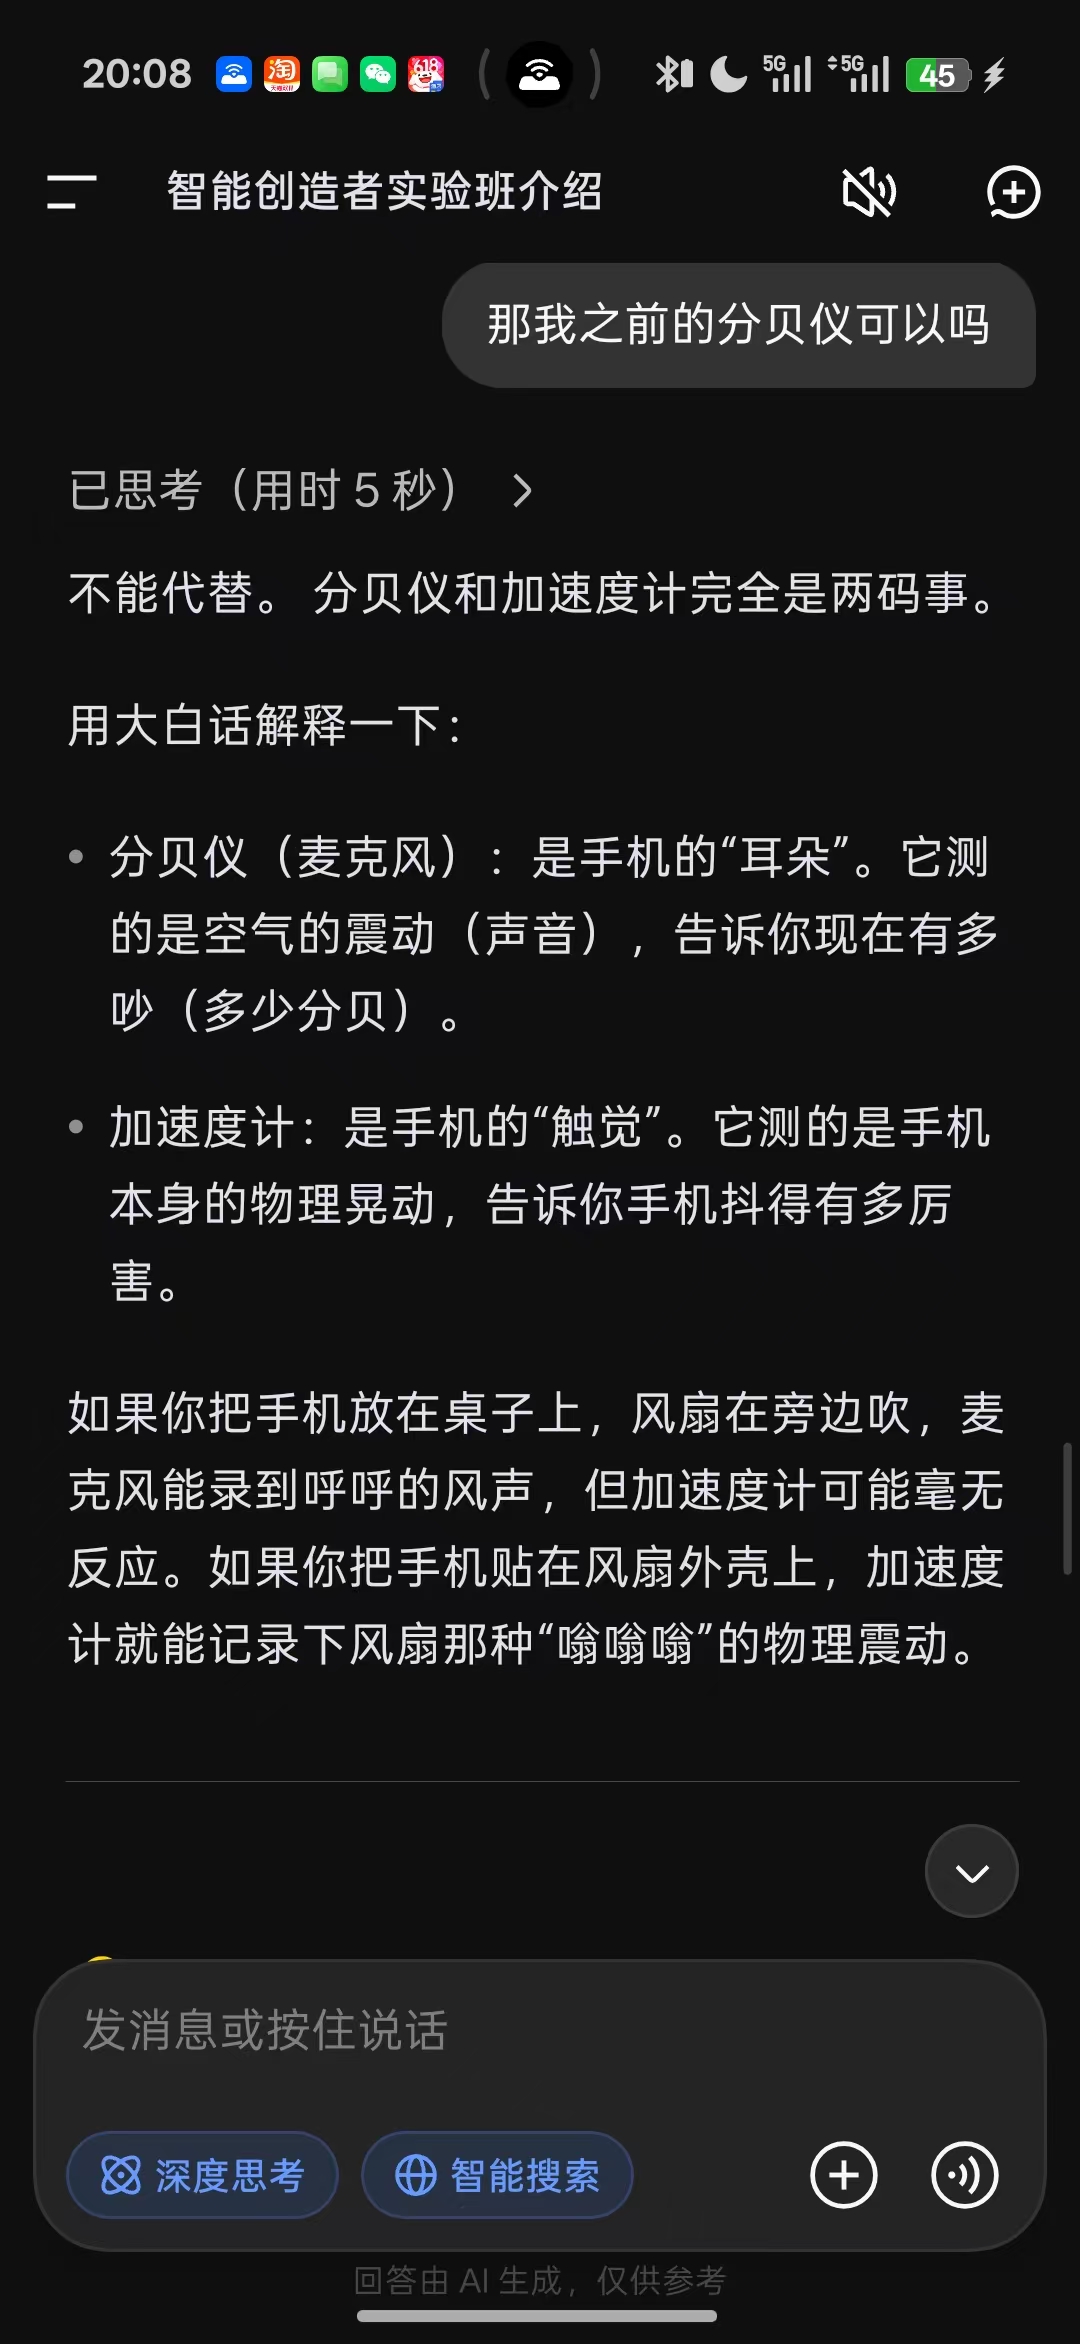 20:08
淘
618
5G
5G
45
智能创造者实验班介绍
那我之前的分贝仪可以吗
已思考（用时 5 秒）
不能代替。 分贝仪和加速度计完全是两码事。
用大白话解释一下：
分贝仪（麦克风）：是手机的“耳朵”。它测
的是空气的震动（声音），告诉你现在有多
吵（多少分贝）。
加速度计：是手机的“触觉”。它测的是手机
本身的物理晃动，告诉你手机抖得有多厉
害。
如果你把手机放在桌子上，风扇在旁边吹，麦
克风能录到呼呼的风声，但加速度计可能毫无
反应。如果你把手机贴在风扇外壳上，加速度
计就能记录下风扇那种“嗡嗡嗡”的物理震动。
发消息或按住说话
深度思考
智能搜索
回答由 AI 生成，仅供参考